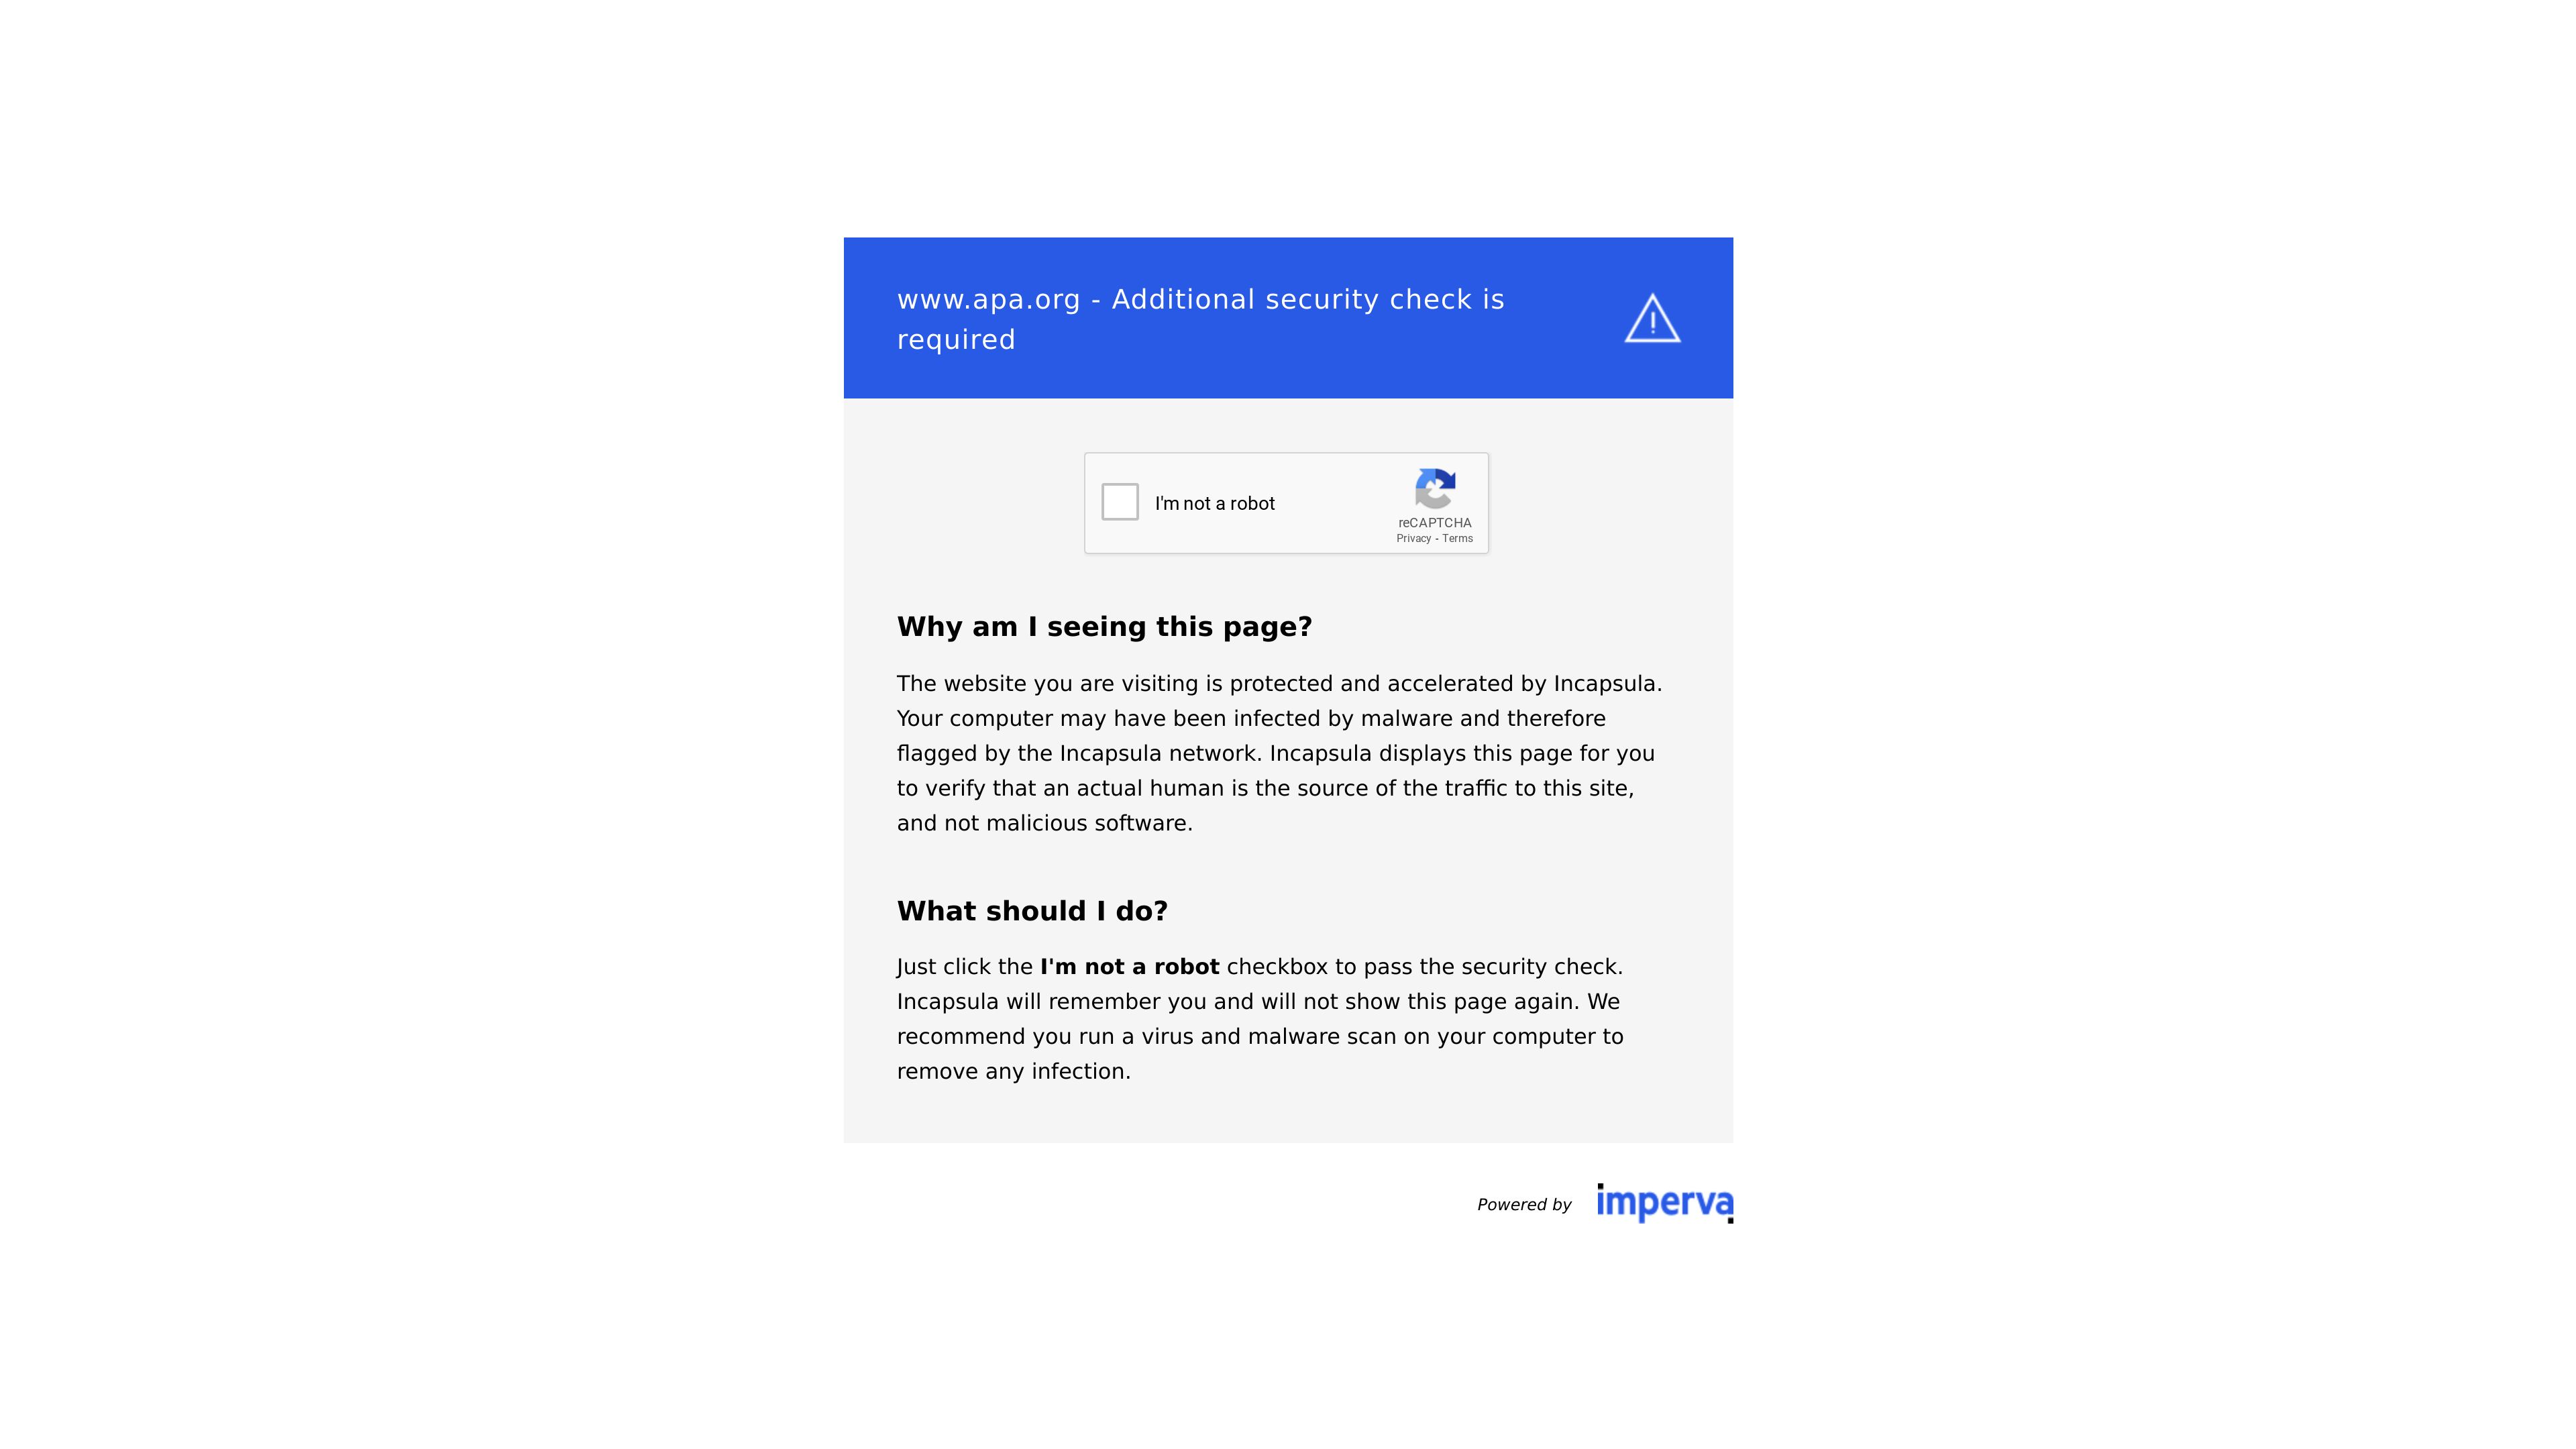 www.apa.org - Additional security check is
required
I'm not a robot
reCAPTCHA
Privacy - Terms
Why am I seeing this page?
The website you are visiting is protected and accelerated by Incapsula.
Your computer may have been infected by malware and therefore
flagged by the Incapsula network. Incapsula displays this page for you
to verify that an actual human is the source of the traffic to this site,
and not malicious software.
What should I do?
Just click the I'm not a robot checkbox to pass the security check.
Incapsula will remember you and will not show this page again. We
recommend you run a virus and malware scan on your computer to
remove any infection.
Powered by imperva